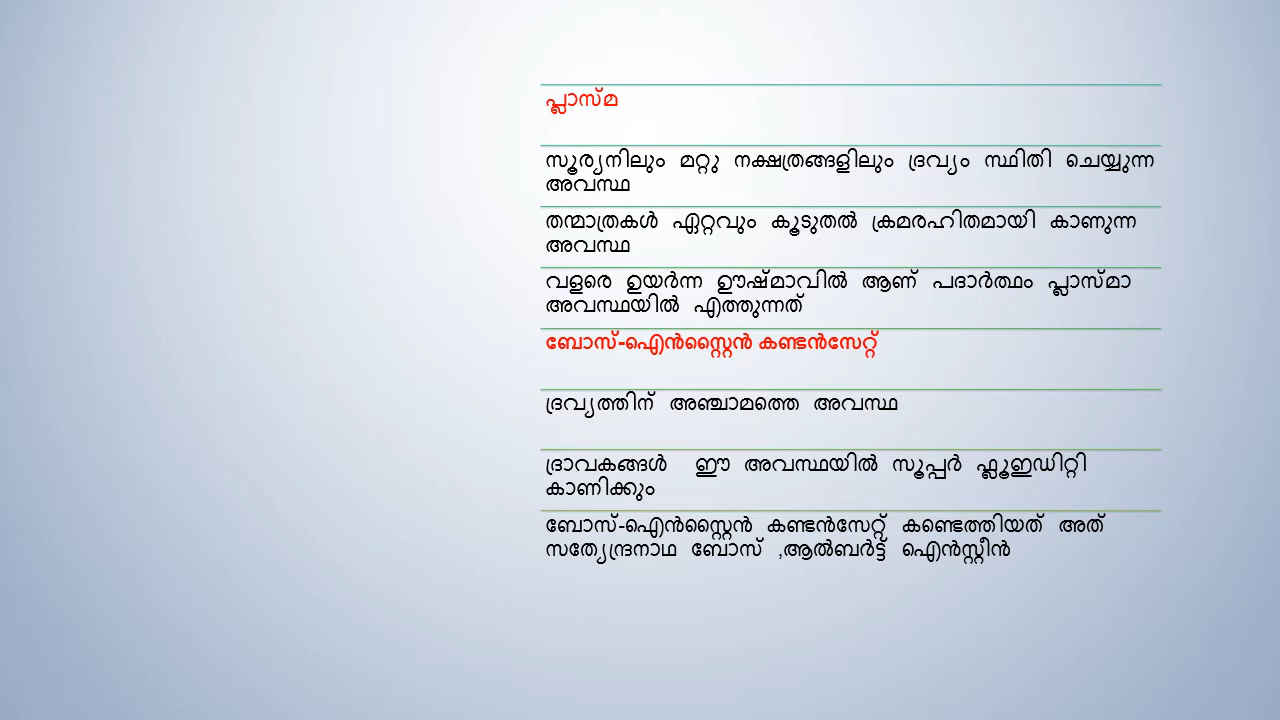 പ്ലാസ്മ
സൂര്യനിലും മറ്റു നക്ഷത്രങ്ങളിലും ദ്രവ്യം സ്ഥിതി ചെയ്യുന്ന
അവസ്ഥ
തന്മാത്രകൾ ഏറ്റവും കൂടുതൽ ക്രമരഹിതമായി കാണുന്ന
അവസ്ഥ
വളരെ ഉയർന്ന ഊഷ്മാവിൽ ആണ് പദാർത്ഥം പ്ലാസ്മാ
അവസ്ഥയിൽ എത്തുന്നത്
ബോസ്-ഐൻസ്റ്റൈൻ കണ്ടൻസേറ്റ്
ദ്രവ്യത്തിന് അഞ്ചാമത്തെ അവസ്ഥ
ദ്രാവകങ്ങൾ ഈ അവസ്ഥയിൽ സൂപ്പർ ഫ്ലൂഇഡിറ്റി
കാണിക്കും
ബോസ്-ഐൻസ്റ്റൈൻ കണ്ടൻസേറ്റ് കണ്ടെത്തിയത് അത്
സത്യേന്ദ്രനാഥ ബോസ് ,ആൽബർട്ട് ഐൻസ്റ്റീൻ